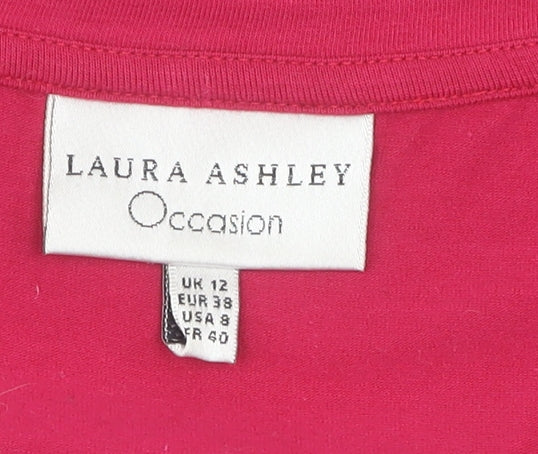 LAURA ASHLEY
Occasion
UK 12
EUR 38
USA 8
FR 40